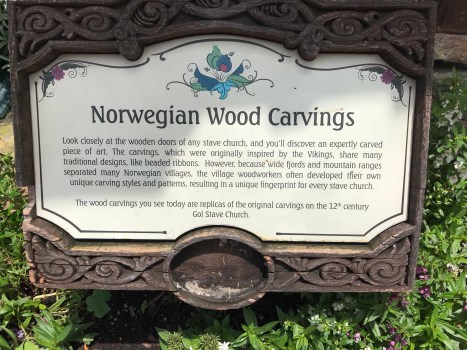 Norwegian Wood Carvings
Look closely at the wooden doors of any stave church, and you'll discover an expertly carved
piece of art. The carvings, which were originally inspired by the Vikings, share many
traditional designs, like beaded ribbons. However, because wide fjords and mountain ranges
separated many Norwegian villages, the village woodworkers often developed their own
unique carving styles and patterns, resulting in a unique fingerprint for every stave church.
The wood carvings you see today are replicas of the original carvings on the 12th century
Gol Stave Church.